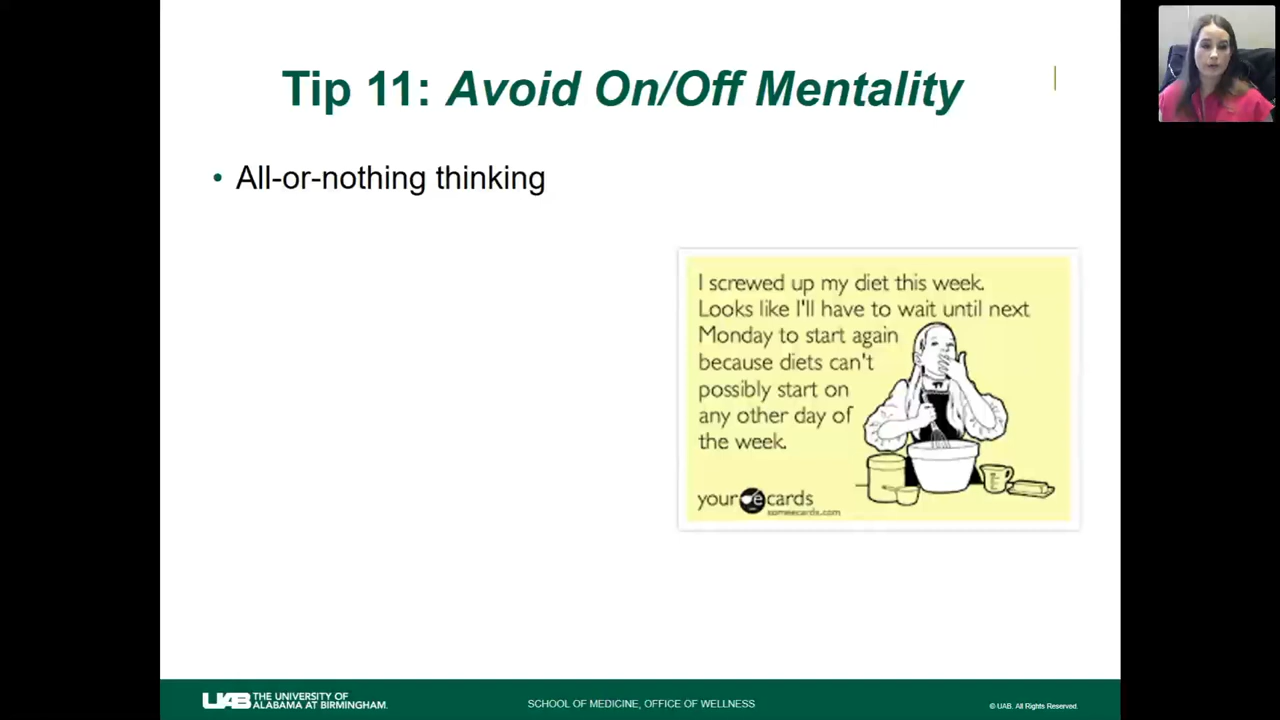 Tip 11: Avoid On/Off Mentality
• All-or-nothing thinking
I screwed up my diet this week.
Looks like I'll have to wait until next
Monday to start again
because diets can't
possibly start on
any other day of
the week.
your e cards
someecards.com
UAB THE UNIVERSITY OF
ALABAMA AT BIRMINGHAM.
SCHOOL OF MEDICINE, OFFICE OF WELLNESS
© UAB. All Rights Reserved.